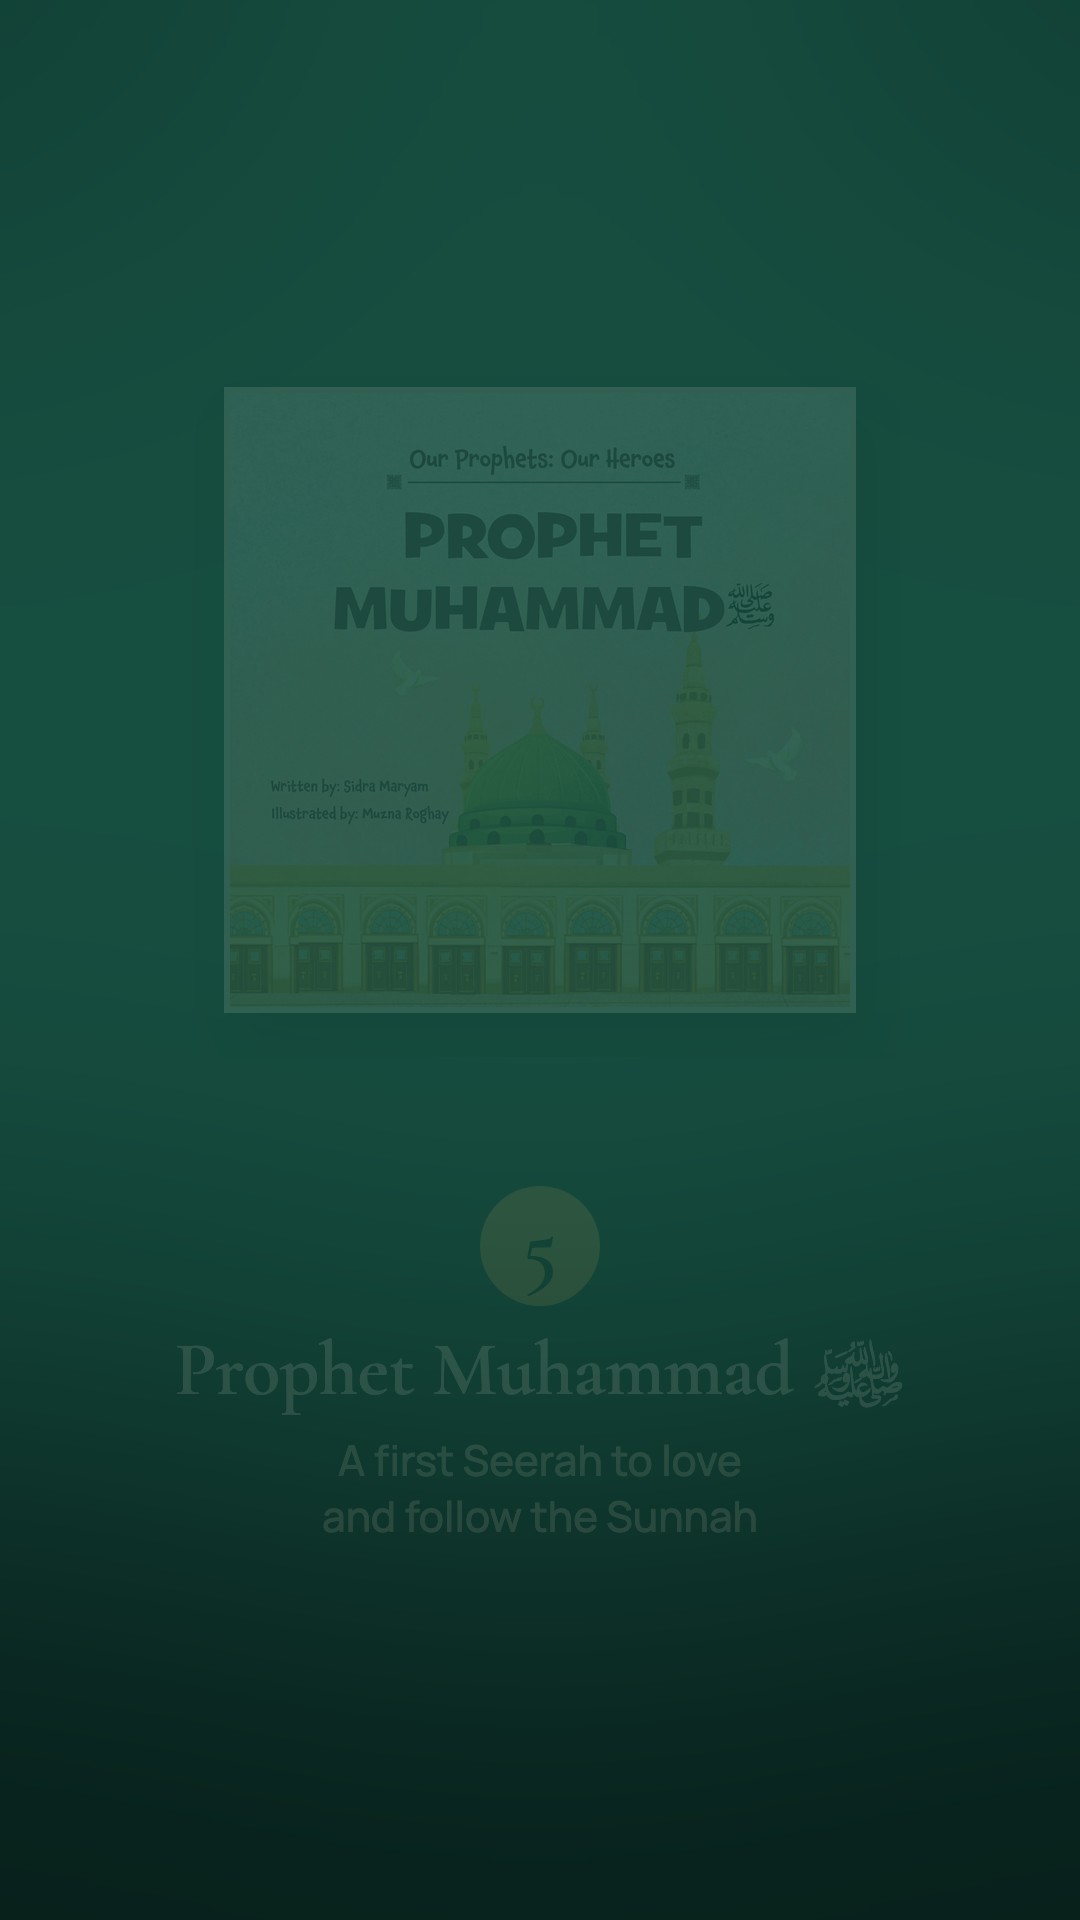 Our Prophets: Our Heroes
PROPHET
MUHAMMAD ﷺ
Written by: Sidra Maryam
Illustrated by: Muzna Roghay
5
Prophet Muhammad ﷺ
A first Seerah to love
and follow the Sunnah